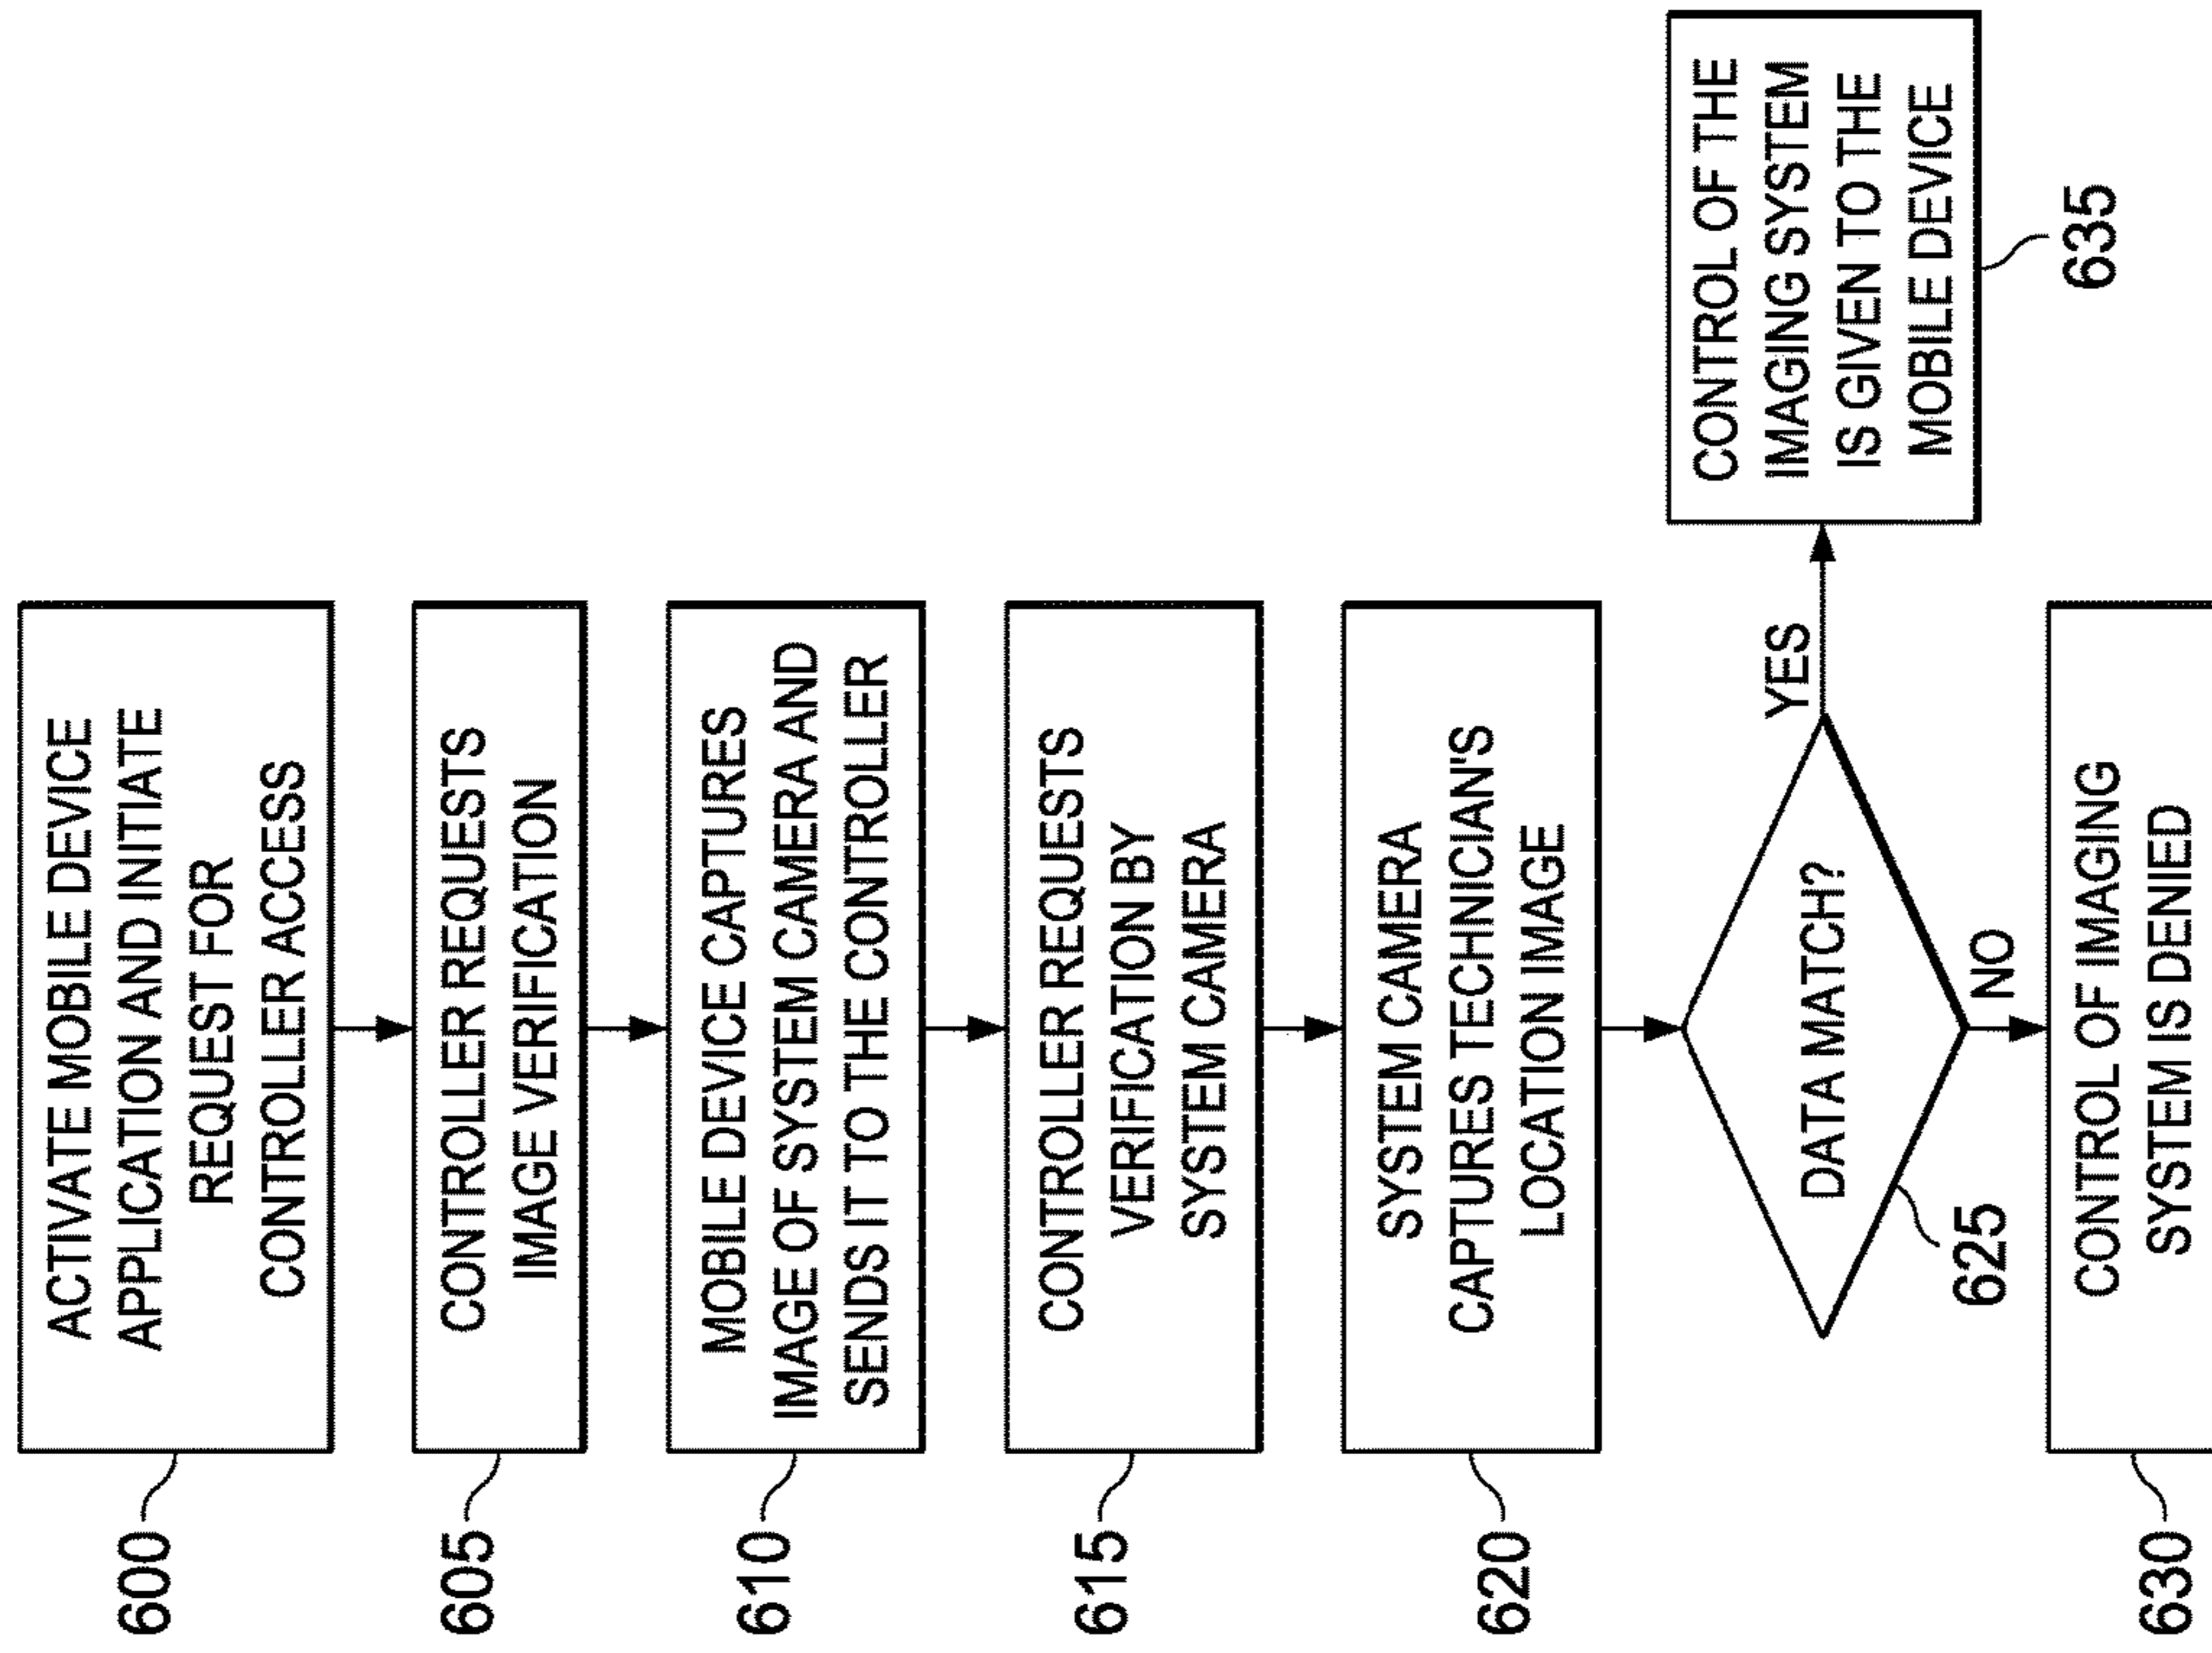 600
ACTIVATE MOBILE DEVICE
APPLICATION AND INITIATE
REQUEST FOR
CONTROLLER ACCESS
605
CONTROLLER REQUESTS
IMAGE VERIFICATION
610
MOBILE DEVICE CAPTURES
IMAGE OF SYSTEM CAMERA AND
SENDS IT TO THE CONTROLLER
615
CONTROLLER REQUESTS
VERIFICATION BY
SYSTEM CAMERA
620
SYSTEM CAMERA
CAPTURES TECHNICIAN'S
LOCATION IMAGE
625
DATA MATCH?
YES
CONTROL OF THE
IMAGING SYSTEM
IS GIVEN TO THE
MOBILE DEVICE
635
NO
630
CONTROL OF IMAGING
SYSTEM IS DENIED